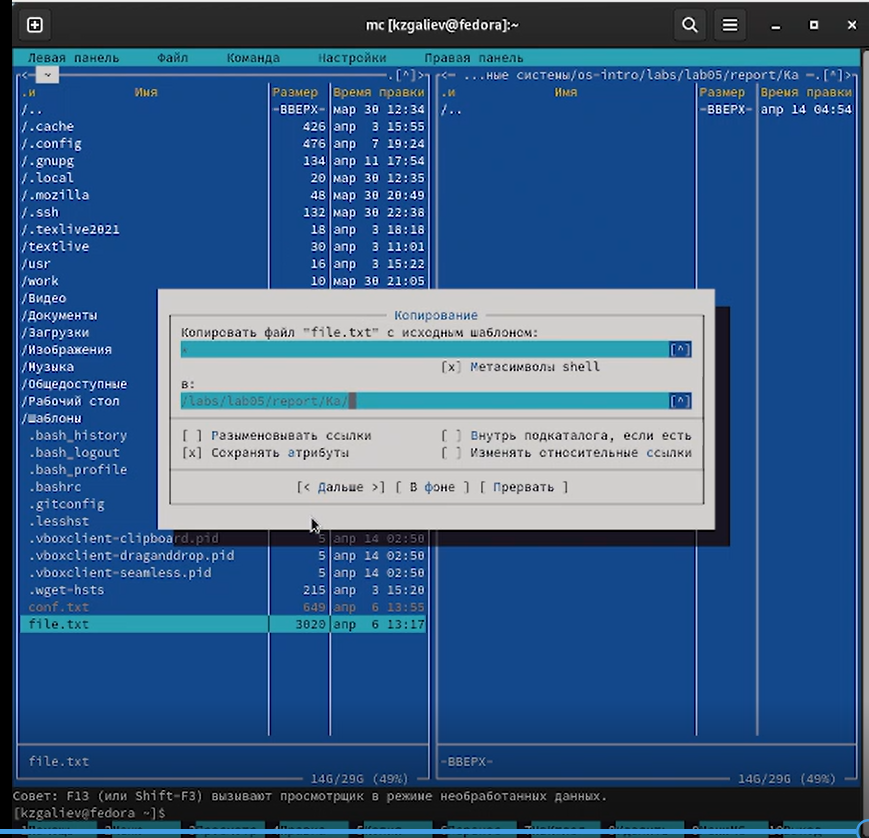 mc [kzgaliev@fedora]:~
Левая панель Файл Команда Настройки Правая панель
<─ ~ .[^]> <─ ...ные системы/os-intro/labs/lab05/report/Ka ─.[^]>
.и Имя Размер Время правки .и Имя Размер Время правки
/.. -ВВЕРХ- мар 30 12:34 /.. -ВВЕРХ- апр 14 04:54
/.cache 426 апр 3 15:55
/.config 476 апр 7 19:24
/.gnupg 134 апр 11 17:54
/.local 20 мар 30 12:35
/.mozilla 48 мар 30 20:49
/.ssh 132 мар 30 22:38
/.texlive2021 18 апр 3 18:18
/textlive 30 апр 3 11:01
/usr 16 апр 3 15:22
/work 10 мар 30 21:05
/Видео
/Документы
/Загрузки
/Изображения
/Музыка
/Общедоступные
/Рабочий стол
/Шаблоны
.bash_history
.bash_logout
.bash_profile
.bashrc
.gitconfig
.lesshst
.vboxclient-clipboard.pid 5 апр 14 02:50
.vboxclient-draganddrop.pid 5 апр 14 02:50
.vboxclient-seamless.pid 5 апр 14 02:50
.wget-hsts 215 апр 3 15:20
conf.txt 649 апр 6 13:55
file.txt 3020 апр 6 13:17
Копирование
Копировать файл "file.txt" с исходным шаблоном:
* [^]
[x] Метасимволы shell
в:
/labs/lab05/report/Ka/ [^]
[ ] Разыменовывать ссылки [ ] Внутрь подкаталога, если есть
[x] Сохранять атрибуты [ ] Изменять относительные ссылки
[< Дальше >] [ В фоне ] [ Прервать ]
file.txt -ВВЕРХ-
14G/29G (49%) 14G/29G (49%)
Совет: F13 (или Shift-F3) вызывают просмотрщик в режиме необработанных данных.
[kzgaliev@fedora ~]$